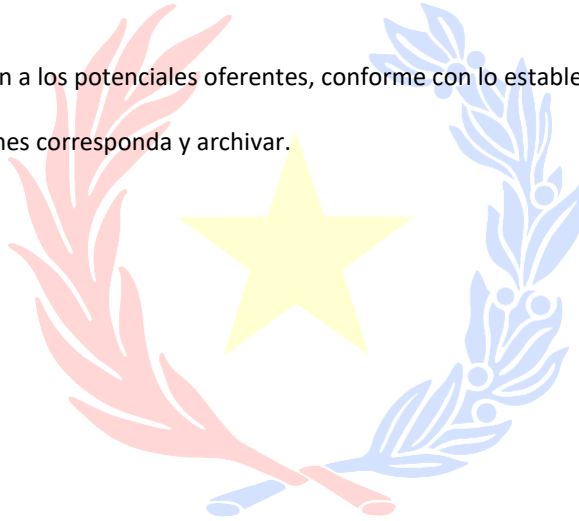 n a los potenciales oferentes, conforme con lo estable
nes corresponda y archivar.